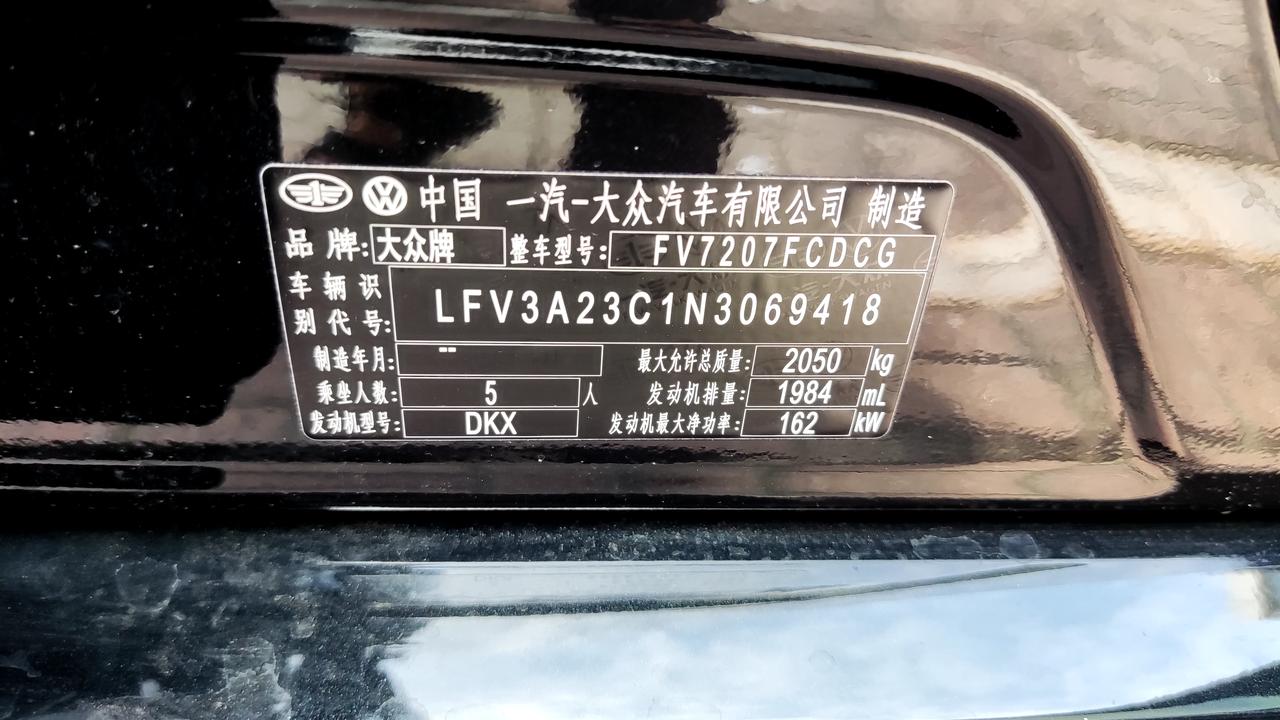 中国 一汽-大众汽车有限公司 制造
品牌: 大众牌 整车型号: FV7207FCDCG
车辆识别代号: LFV3A23C1N3069418
制造年月: -- 最大允许总质量: 2050 kg
乘坐人数: 5 人 发动机排量: 1984 mL
发动机型号: DKX 发动机最大净功率: 162 kW